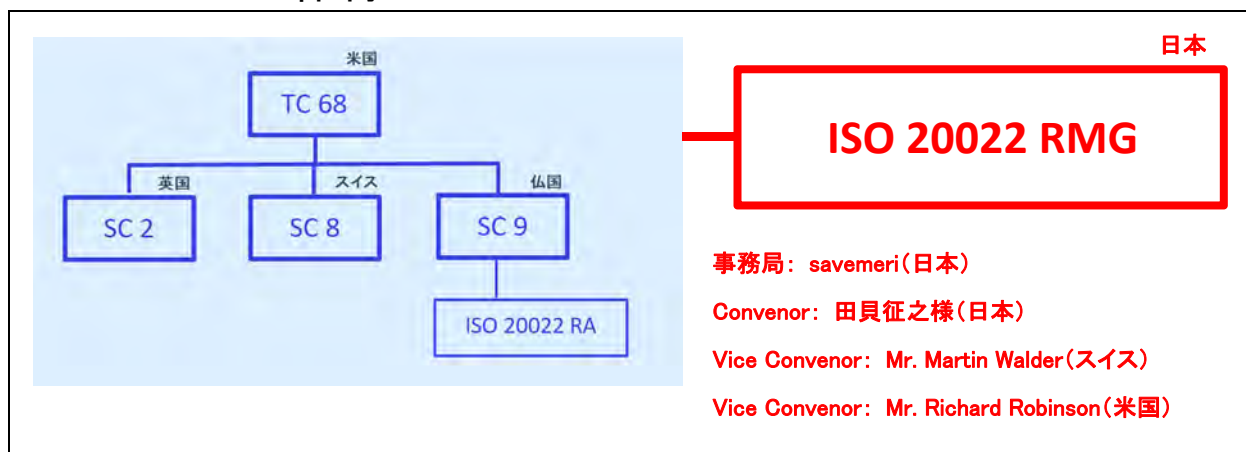 米国
TC 68
英国
スイス
仏国
SC 2
SC 8
SC 9
ISO 20022 RA
日本
ISO 20022 RMG
事務局： savemeri（日本）
Convenor： 田貝征之様（日本）
Vice Convenor： Mr. Martin Walder（スイス）
Vice Convenor： Mr. Richard Robinson（米国）